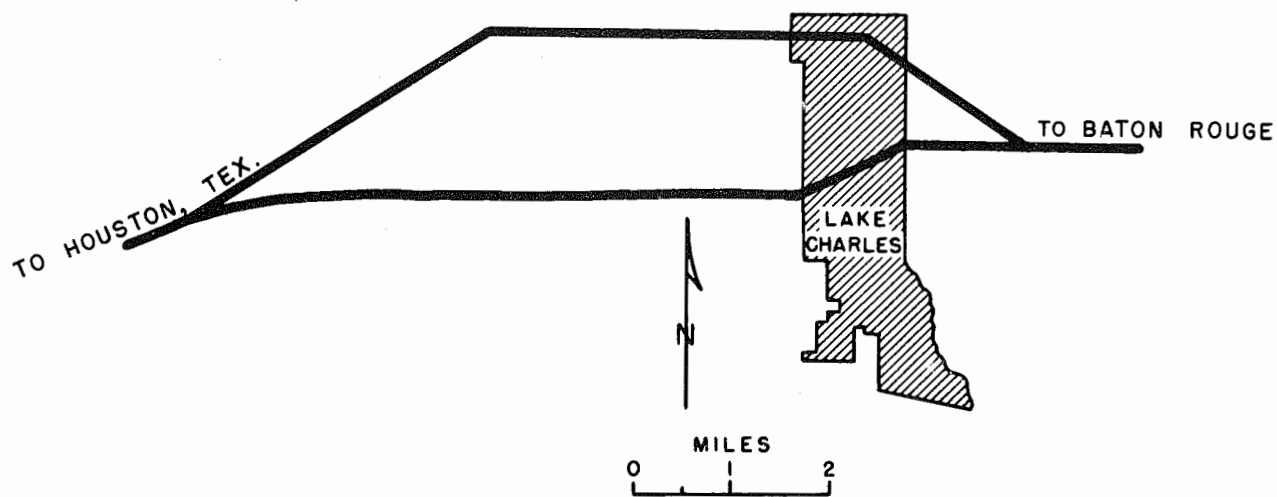 TO BATON ROUGE
TO HOUSTON, TEX.
LAKE
CHARLES
N
MILES
0 1 2